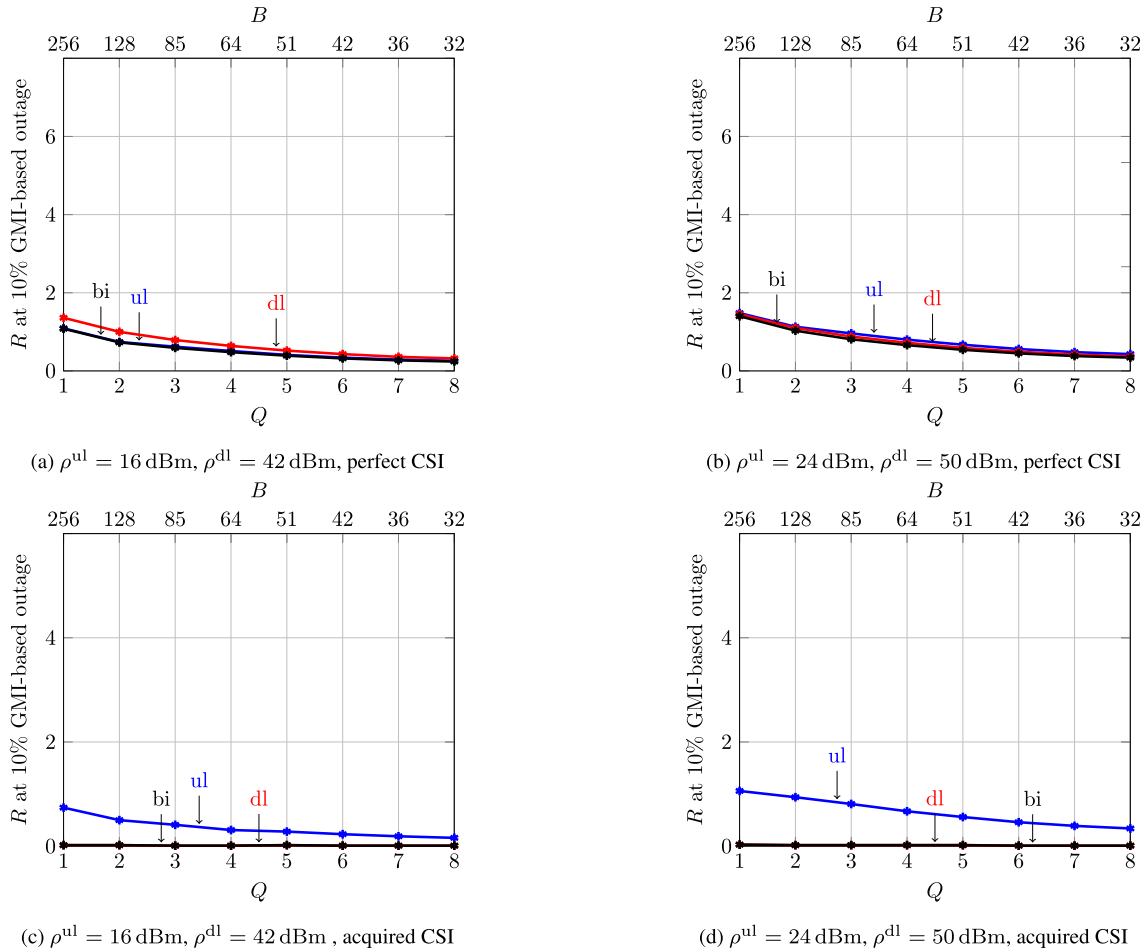 B
256 128 85 64 51 42 36 32
R at 10% GMI-based outage
6
4
2
0
bi
ul
dl
1 2 3 4 5 6 7 8
Q
(a) ρ^ul = 16 dBm, ρ^dl = 42 dBm, perfect CSI
B
256 128 85 64 51 42 36 32
R at 10% GMI-based outage
6
4
2
0
bi
ul
dl
1 2 3 4 5 6 7 8
Q
(b) ρ^ul = 24 dBm, ρ^dl = 50 dBm, perfect CSI
B
256 128 85 64 51 42 36 32
R at 10% GMI-based outage
4
2
0
bi
ul
dl
1 2 3 4 5 6 7 8
Q
(c) ρ^ul = 16 dBm, ρ^dl = 42 dBm , acquired CSI
B
256 128 85 64 51 42 36 32
R at 10% GMI-based outage
4
2
0
ul
dl
bi
1 2 3 4 5 6 7 8
Q
(d) ρ^ul = 24 dBm, ρ^dl = 50 dBm, acquired CSI